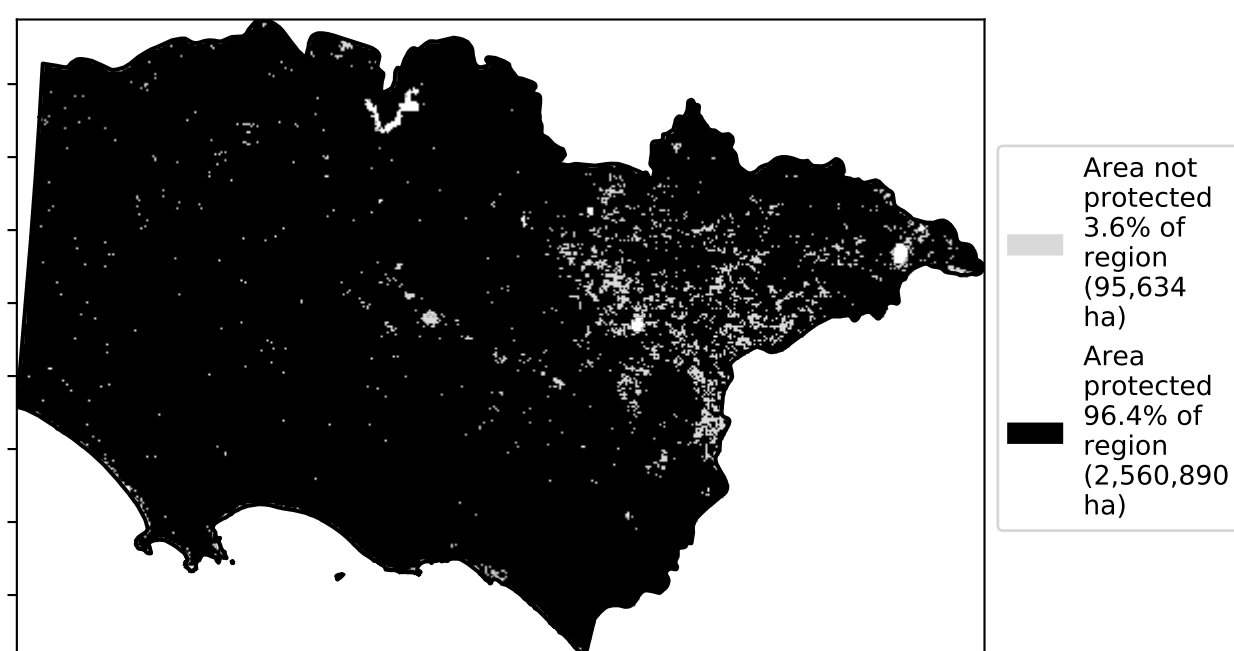 Area not
protected
3.6% of
region
(95,634
ha)
Area
protected
96.4% of
region
(2,560,890
ha)